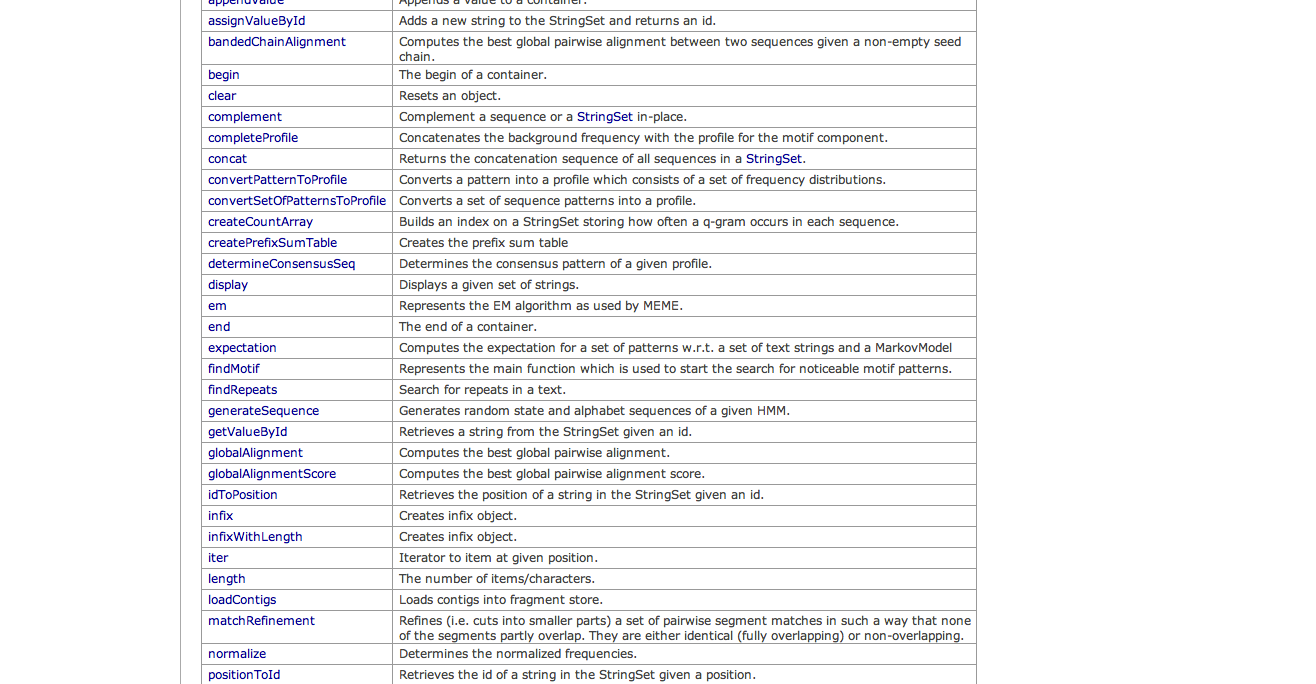 appendValue Appends a value to a container.
assignValueById Adds a new string to the StringSet and returns an id.
bandedChainAlignment Computes the best global pairwise alignment between two sequences given a non-empty seed
chain.
begin The begin of a container.
clear Resets an object.
complement Complement a sequence or a StringSet in-place.
completeProfile Concatenates the background frequency with the profile for the motif component.
concat Returns the concatenation sequence of all sequences in a StringSet.
convertPatternToProfile Converts a pattern into a profile which consists of a set of frequency distributions.
convertSetOfPatternsToProfile Converts a set of sequence patterns into a profile.
createCountArray Builds an index on a StringSet storing how often a q-gram occurs in each sequence.
createPrefixSumTable Creates the prefix sum table
determineConsensusSeq Determines the consensus pattern of a given profile.
display Displays a given set of strings.
em Represents the EM algorithm as used by MEME.
end The end of a container.
expectation Computes the expectation for a set of patterns w.r.t. a set of text strings and a MarkovModel
findMotif Represents the main function which is used to start the search for noticeable motif patterns.
findRepeats Search for repeats in a text.
generateSequence Generates random state and alphabet sequences of a given HMM.
getValueById Retrieves a string from the StringSet given an id.
globalAlignment Computes the best global pairwise alignment.
globalAlignmentScore Computes the best global pairwise alignment score.
idToPosition Retrieves the position of a string in the StringSet given an id.
infix Creates infix object.
infixWithLength Creates infix object.
iter Iterator to item at given position.
length The number of items/characters.
loadContigs Loads contigs into fragment store.
matchRefinement Refines (i.e. cuts into smaller parts) a set of pairwise segment matches in such a way that none
of the segments partly overlap. They are either identical (fully overlapping) or non-overlapping.
normalize Determines the normalized frequencies.
positionToId Retrieves the id of a string in the StringSet given a position.